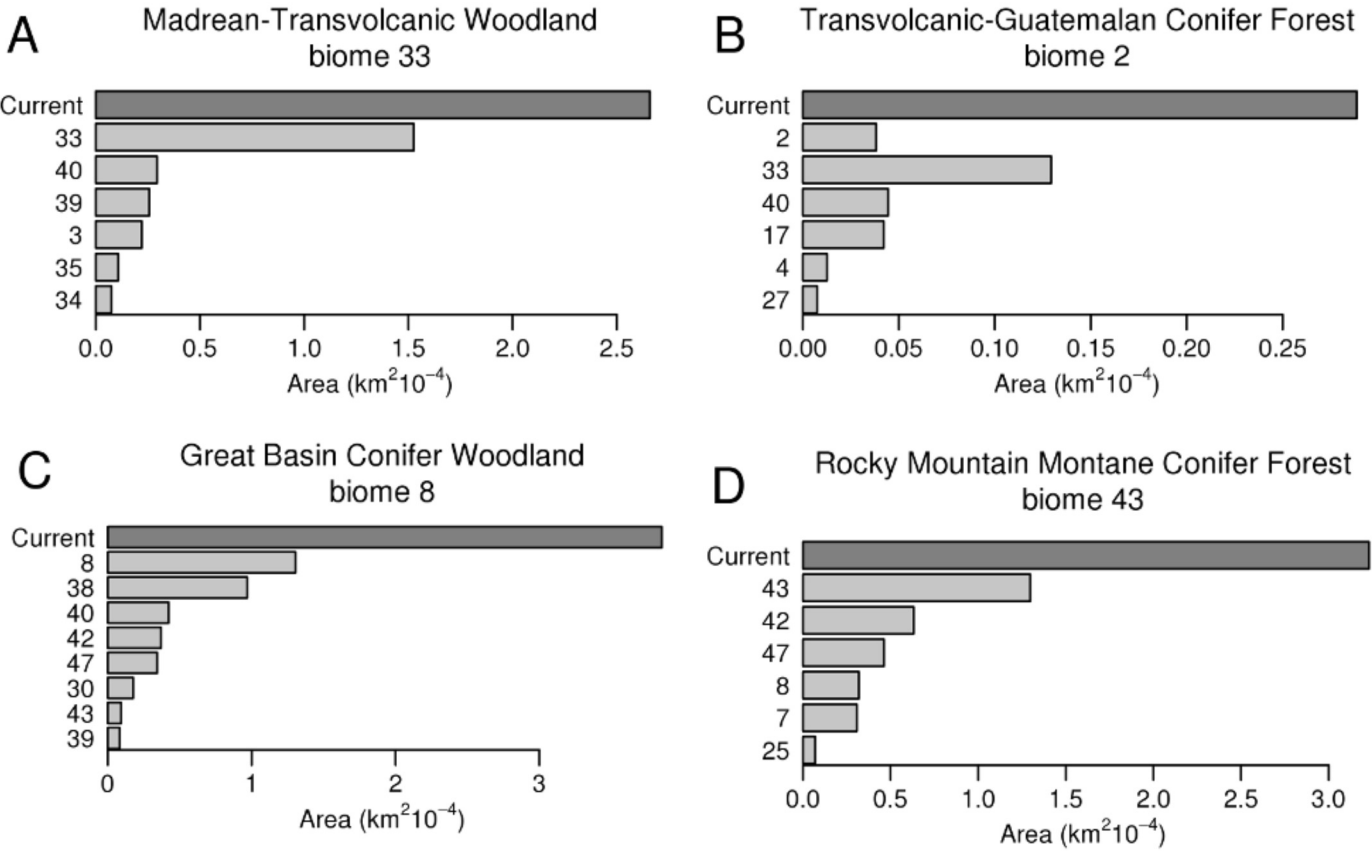 A
Madrean-Transvolcanic Woodland
biome 33
Current
33
40
39
3
35
34
0.0 0.5 1.0 1.5 2.0 2.5
Area (km²10⁻⁴)
B
Transvolcanic-Guatemalan Conifer Forest
biome 2
Current
2
33
40
17
4
27
0.00 0.05 0.10 0.15 0.20 0.25
Area (km²10⁻⁴)
C
Great Basin Conifer Woodland
biome 8
Current
8
38
40
42
47
30
43
39
0 1 2 3
Area (km²10⁻⁴)
D
Rocky Mountain Montane Conifer Forest
biome 43
Current
43
42
47
8
7
25
0.0 0.5 1.0 1.5 2.0 2.5 3.0
Area (km²10⁻⁴)